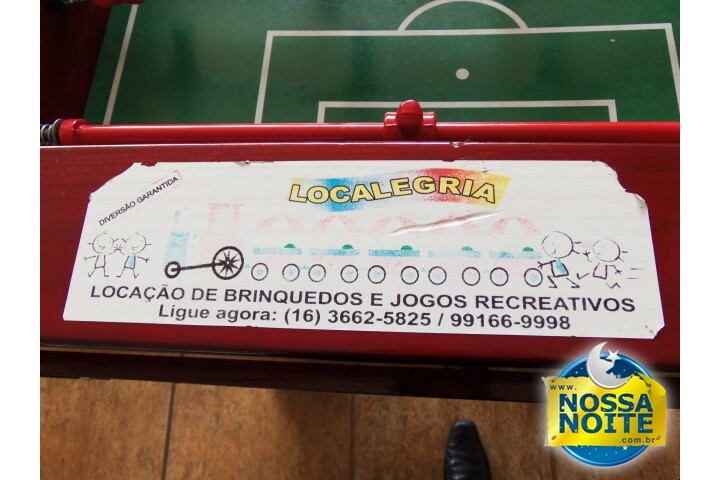 LOCALEGRIA
DIVERSÃO GARANTIDA
LOCAÇÃO DE BRINQUEDOS E JOGOS RECREATIVOS
Ligue agora: (16) 3662-5825 / 99166-9998
www.
NOSSA
NOITE
.com.br